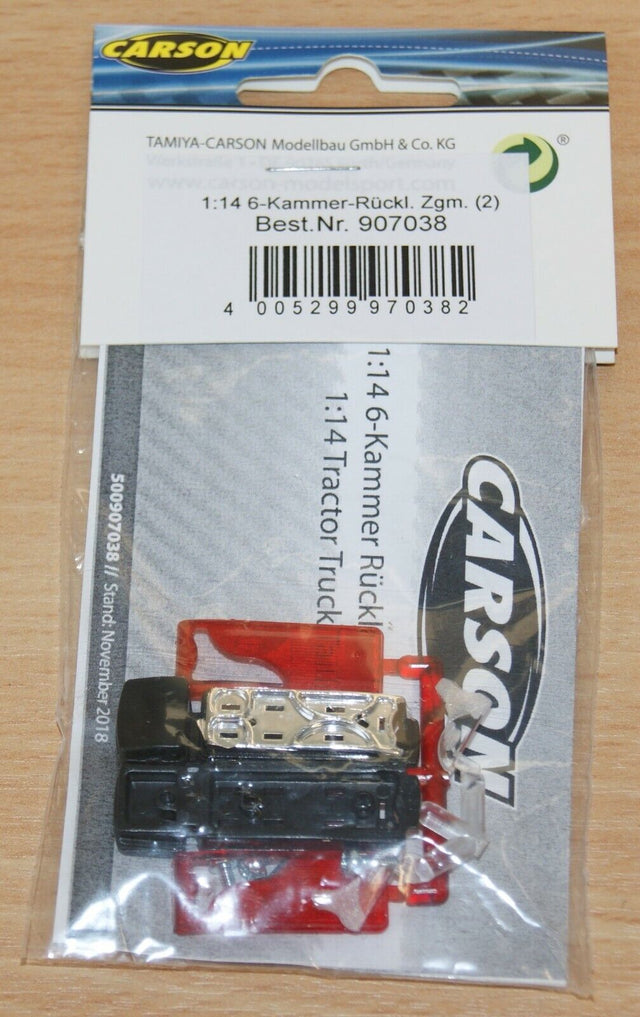 CARSON
TAMIYA-CARSON Modellbau GmbH & Co. KG
www.carson-modelsport.com
1:14 6-Kammer-Rückl. Zgm. (2)
Best.Nr. 907038
4 005299 970382
®
1:14 6-Kammer Rückl
1:14 Tractor Truck
CARSON
500907038 // Stand: November 2018